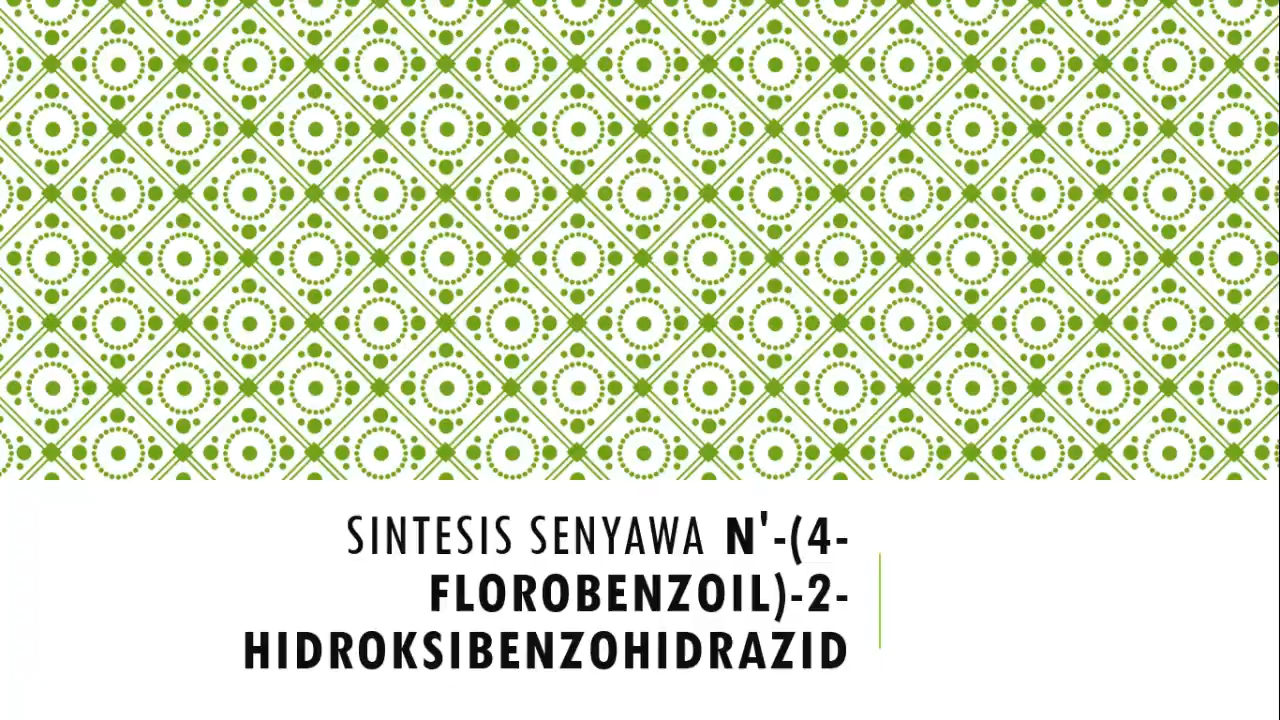 SINTESIS SENYAWA N'-(4-
FLOROBENZOIL)-2-
HIDROKSIBENZOHIDRAZID